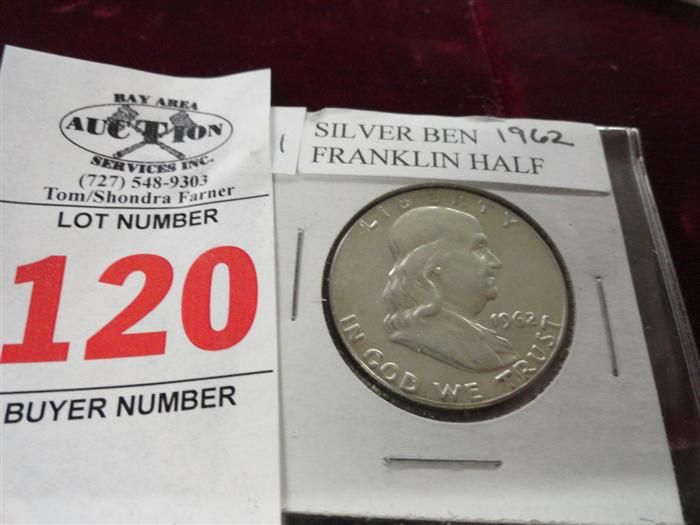 BAY AREA
AUCTION
SERVICES INC.
(727) 548-9303
Tom/Shondra Farner
LOT NUMBER
120
BUYER NUMBER
SILVER BEN 1962
FRANKLIN HALF
LIBERTY
1962
IN GOD WE TRUST